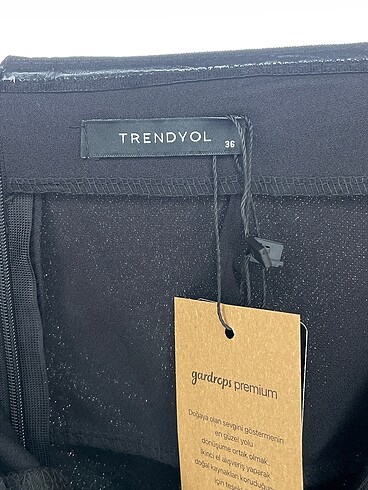 TRENDYOL
36
gardrops premium
Doğaya olan sevgini göstermenin
en güzel yolu
dönüşüme ortak olmak.
İkinci el alışveriş yaparak
doğal kaynakları koruduğun
için